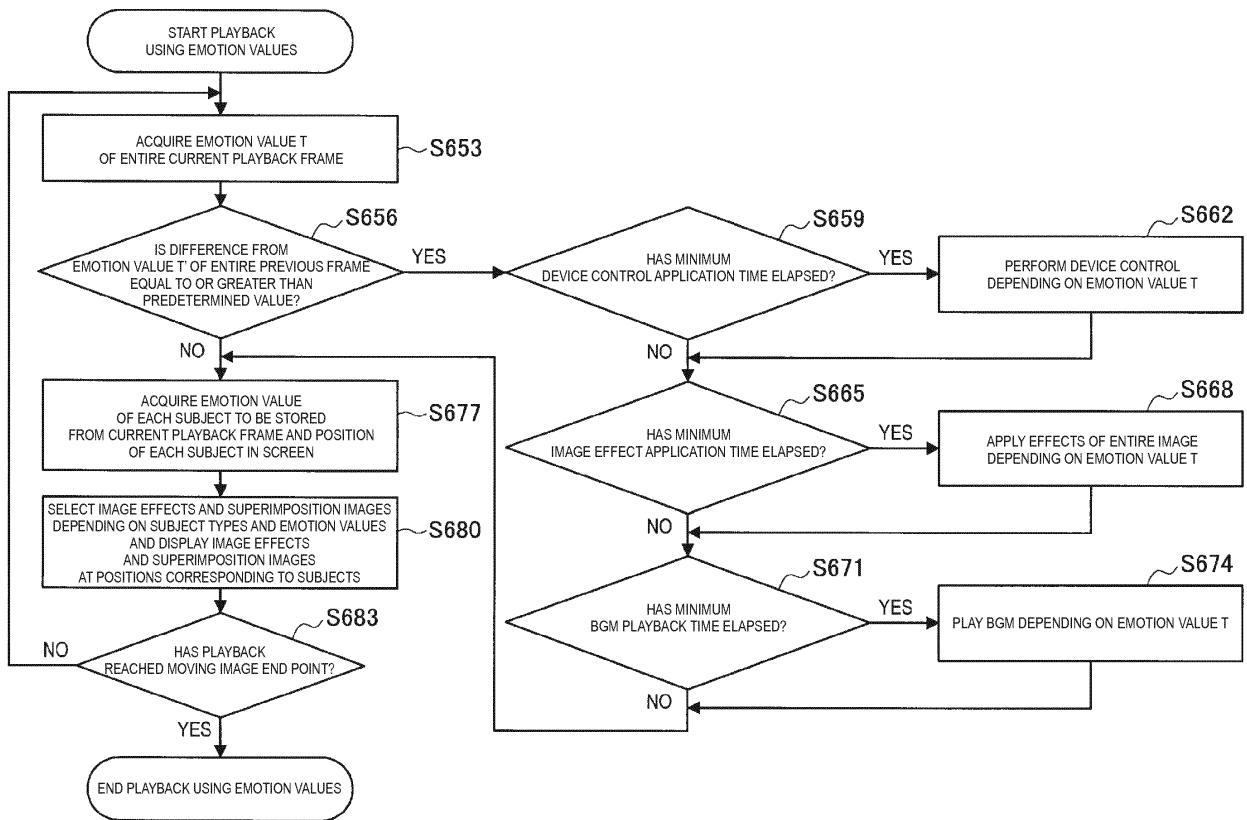 START PLAYBACK
USING EMOTION VALUES
ACQUIRE EMOTION VALUE T
OF ENTIRE CURRENT PLAYBACK FRAME
S653
S656
IS DIFFERENCE FROM
EMOTION VALUE T' OF ENTIRE PREVIOUS FRAME
EQUAL TO OR GREATER THAN
PREDETERMINED VALUE?
YES
NO
S659
HAS MINIMUM
DEVICE CONTROL APPLICATION TIME ELAPSED?
YES
NO
S662
PERFORM DEVICE CONTROL
DEPENDING ON EMOTION VALUE T
S665
HAS MINIMUM
IMAGE EFFECT APPLICATION TIME ELAPSED?
YES
NO
S668
APPLY EFFECTS OF ENTIRE IMAGE
DEPENDING ON EMOTION VALUE T
S671
HAS MINIMUM
BGM PLAYBACK TIME ELAPSED?
YES
NO
S674
PLAY BGM DEPENDING ON EMOTION VALUE T
ACQUIRE EMOTION VALUE
OF EACH SUBJECT TO BE STORED
FROM CURRENT PLAYBACK FRAME AND POSITION
OF EACH SUBJECT IN SCREEN
S677
SELECT IMAGE EFFECTS AND SUPERIMPOSITION IMAGES
DEPENDING ON SUBJECT TYPES AND EMOTION VALUES
AND DISPLAY IMAGE EFFECTS
AND SUPERIMPOSITION IMAGES
AT POSITIONS CORRESPONDING TO SUBJECTS
S680
S683
HAS PLAYBACK
REACHED MOVING IMAGE END POINT?
NO
YES
END PLAYBACK USING EMOTION VALUES